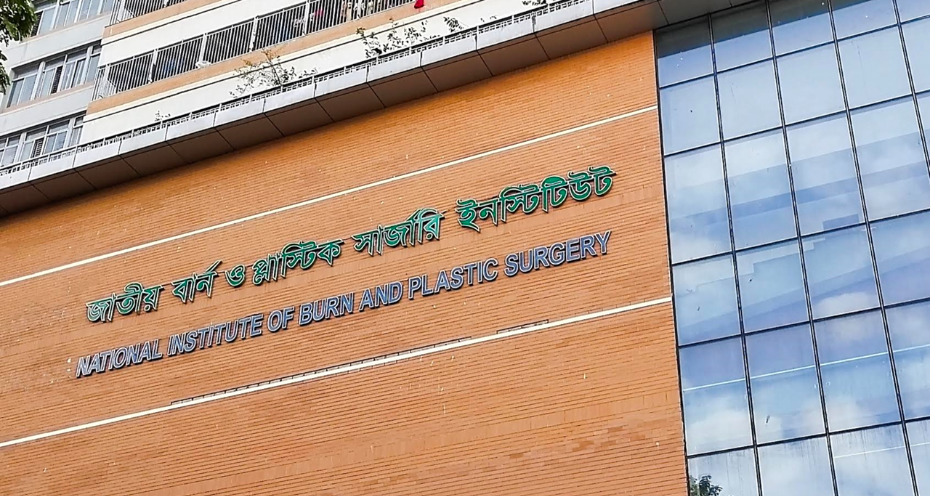 জাতীয় বার্ন ও প্লাস্টিক সার্জারি ইনস্টিটিউট
NATIONAL INSTITUTE OF BURN AND PLASTIC SURGERY